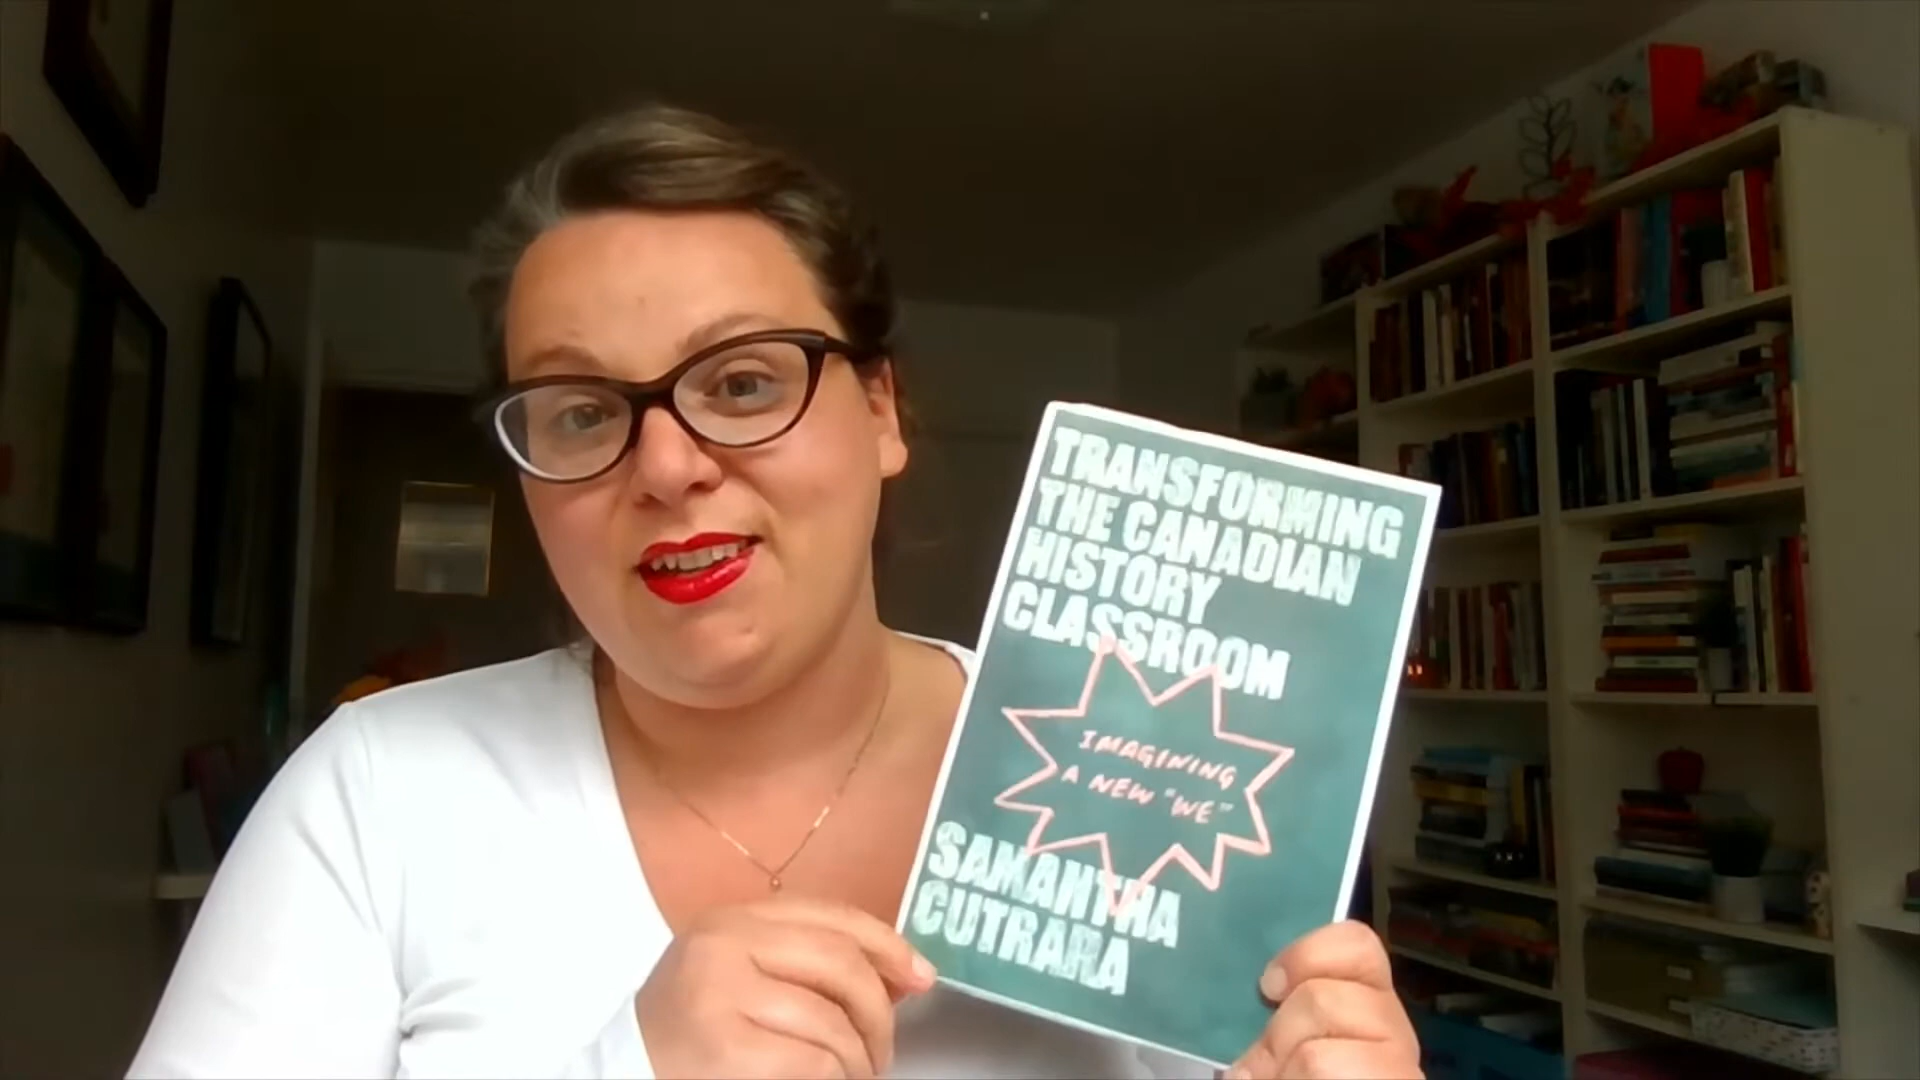 TRANSFORMING
THE CANADIAN
HISTORY
CLASSROOM
IMAGINING
A NEW "WE"
SAMANTHA
CUTRARA